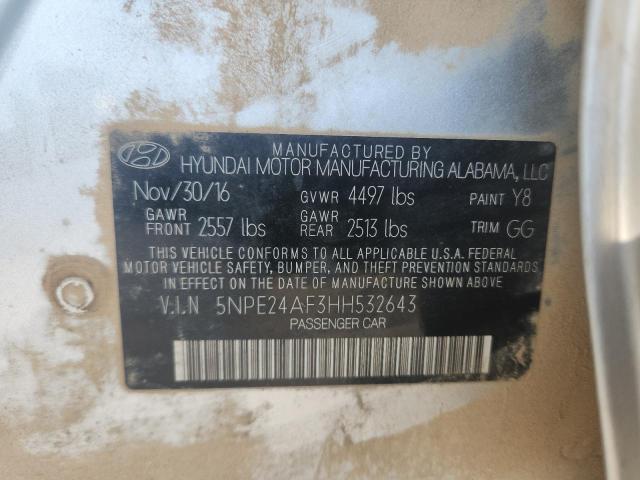 MANUFACTURED BY
HYUNDAI MOTOR MANUFACTURING ALABAMA, LLC
Nov/30/16 GVWR 4497 lbs PAINT Y8
GAWR FRONT 2557 lbs GAWR REAR 2513 lbs TRIM GG
THIS VEHICLE CONFORMS TO ALL APPLICABLE U.S.A. FEDERAL
MOTOR VEHICLE SAFETY, BUMPER, AND THEFT PREVENTION STANDARDS
IN EFFECT ON THE DATE OF MANUFACTURE SHOWN ABOVE.
V.I.N 5NPE24AF3HH532643
PASSENGER CAR